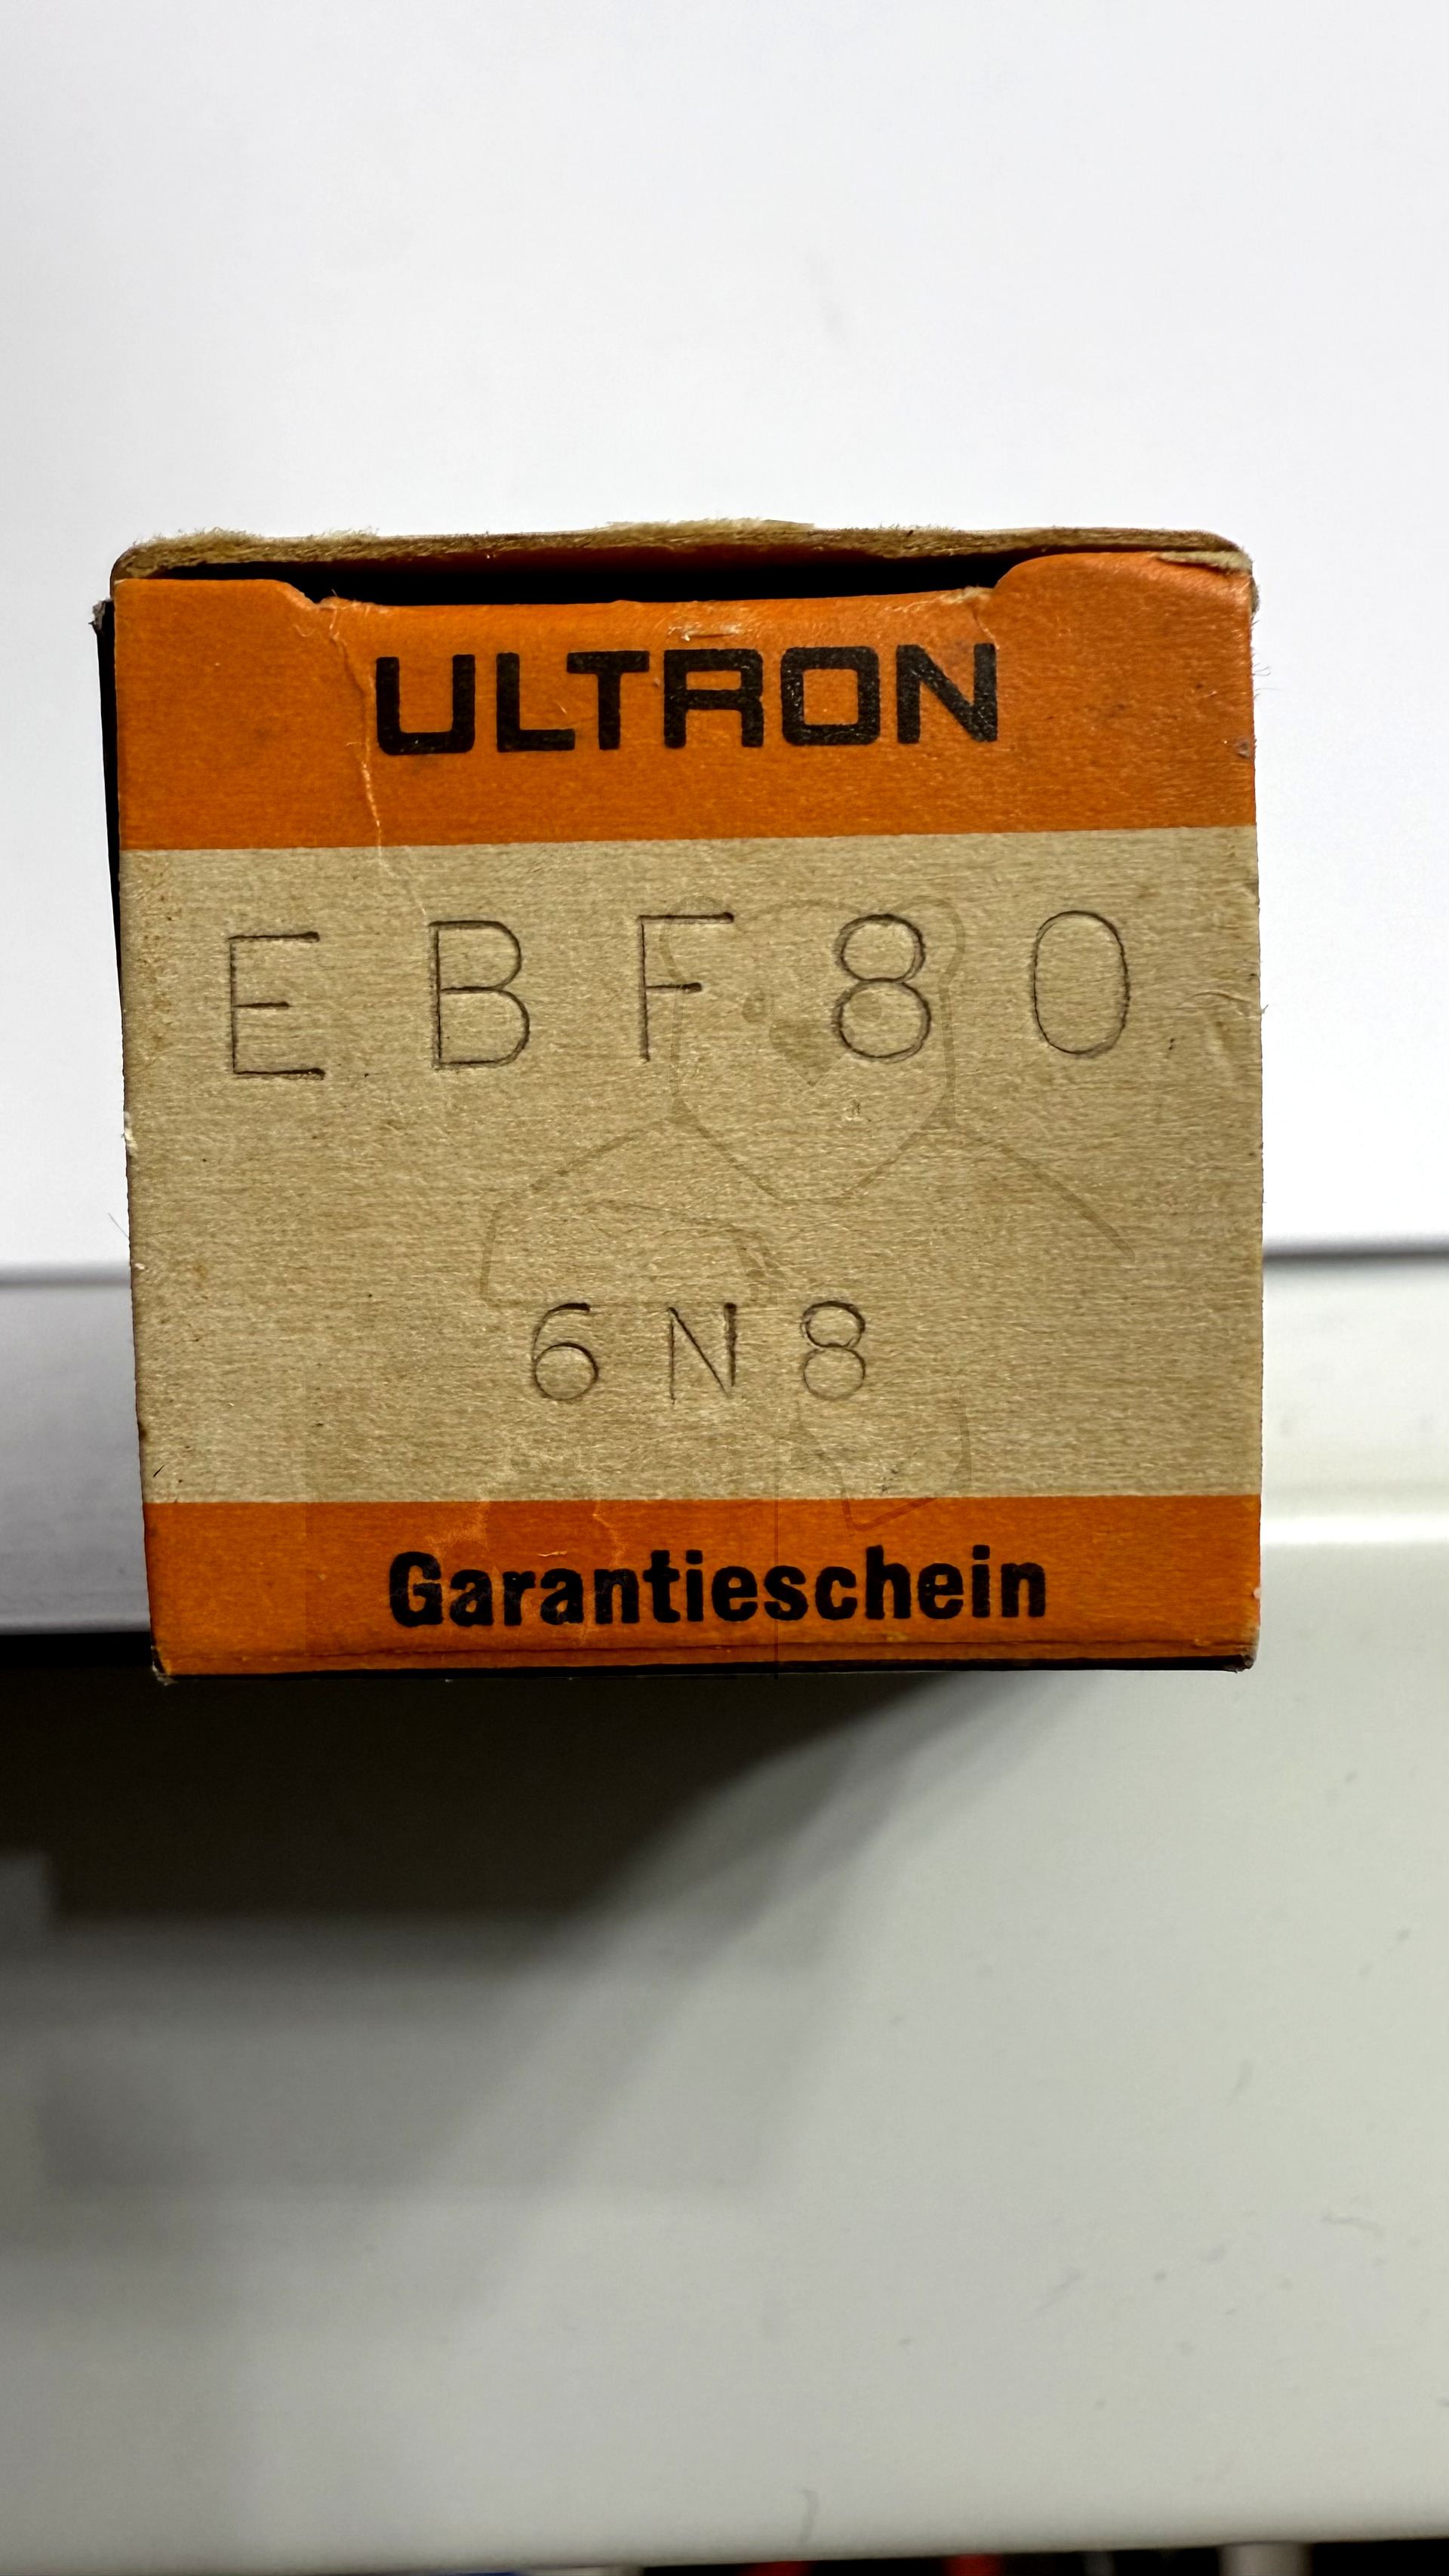 ULTRON
EBF80
6N8
Garantieschein